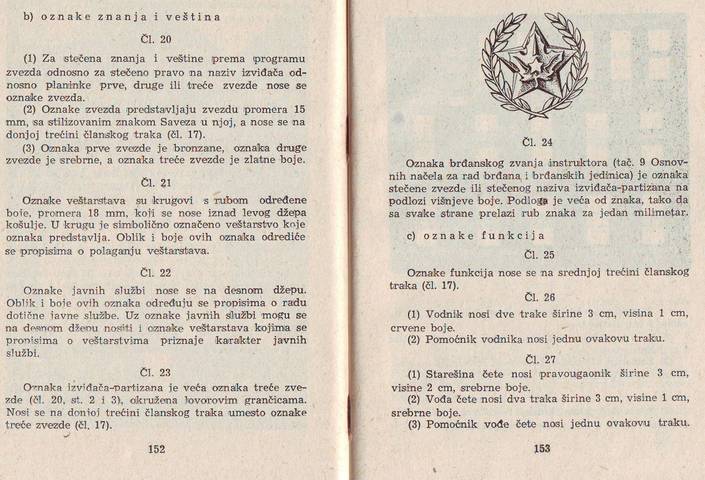 b) oznake znanja i veština
Čl. 20
(1) Za stečena znanja i veštine prema programu
zvezda odnosno za stečeno pravo na naziv izviđača od-
nosno planinke prve, druge ili treće zvezde nose se
oznake zvezda.
(2) Oznake zvezda predstavljaju zvezdu promera 15
mm, sa stilizovanim znakom Saveza u njoj, a nose se na
donjoj trećini članskog traka (čl. 17).
(3) Oznaka prve zvezde je bronzane, oznaka druge
zvezde je srebrne, a oznaka treće zvezde je zlatne boje.
Čl. 21
Oznake veštarstava su krugovi s rubom određene
boje, promera 18 mm, koji se nose iznad levog džepa
košulje. U krugu je simbolično označeno veštarstvo koje
oznaka predstavlja. Oblik i boje ovih oznaka odrediće
se propisima o polaganju veštarstava.
Čl. 22
Oznake javnih službi nose se na desnom džepu.
Oblik i boje ovih oznaka određuju se propisima o radu
dotične javne službe. Uz oznake javnih službi mogu se
na desnom džepu nositi i oznake veštarstava kojima se
propisima o veštarstvima priznaje karakter javnih
službi.
Čl. 23
Oznaka izviđača-partizana je veća oznaka treće zve-
zde (čl. 20, st. 2 i 3), okružena lovorovim grančicama.
Nosi se na donjoj trećini članskog traka umesto oznake
treće zvezde (čl. 17).
152
Čl. 24
Oznaka brđanskog zvanja instruktora (tač. 9 Osnov-
nih načela za rad brđana i brđanskih jedinica) je oznaka
stečene zvezde ili stečenog naziva izviđača-partizana na
podlozi višnjeve boje. Podloga je veća od znaka, tako da
sa svake strane prelazi rub znaka za jedan milimetar.
c) oznake funkcija
Čl. 25
Oznake funkcija nose se na srednjoj trećini članskog
traka (čl. 17).
Čl. 26
(1) Vodnik nosi dve trake širine 3 cm, visina 1 cm,
crvene boje.
(2) Pomoćnik vodnika nosi jednu ovakovu traku.
Čl. 27
(1) Starešina čete nosi pravougaonik širine 3 cm,
visine 2 cm, srebrne boje.
(2) Vođa čete nosi dva traka širine 3 cm, visine 1 cm,
srebrne boje.
(3) Pomoćnik vođe čete nosi jednu ovakovu traku.
153